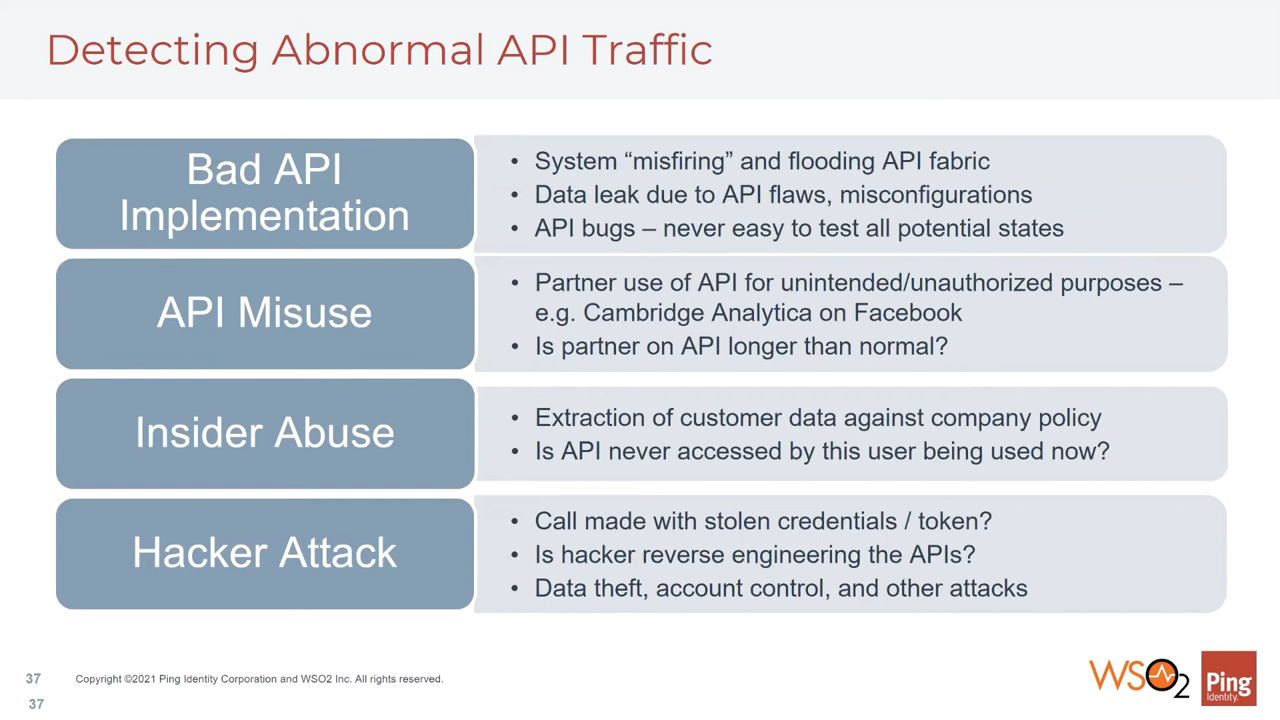 Detecting Abnormal API Traffic
Bad API
Implementation
• System “misfiring” and flooding API fabric
• Data leak due to API flaws, misconfigurations
• API bugs – never easy to test all potential states
API Misuse
• Partner use of API for unintended/unauthorized purposes –
e.g. Cambridge Analytica on Facebook
• Is partner on API longer than normal?
Insider Abuse
• Extraction of customer data against company policy
• Is API never accessed by this user being used now?
Hacker Attack
• Call made with stolen credentials / token?
• Is hacker reverse engineering the APIs?
• Data theft, account control, and other attacks
37
Copyright ©2021 Ping Identity Corporation and WSO2 Inc. All rights reserved.
37
WSO2
Ping
Identity.